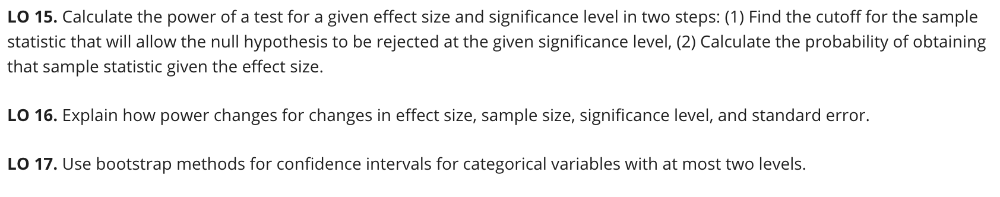 LO 15. Calculate the power of a test for a given effect size and significance level in two steps: (1) Find the cutoff for the sample
statistic that will allow the null hypothesis to be rejected at the given significance level, (2) Calculate the probability of obtaining
that sample statistic given the effect size.
LO 16. Explain how power changes for changes in effect size, sample size, significance level, and standard error.
LO 17. Use bootstrap methods for confidence intervals for categorical variables with at most two levels.